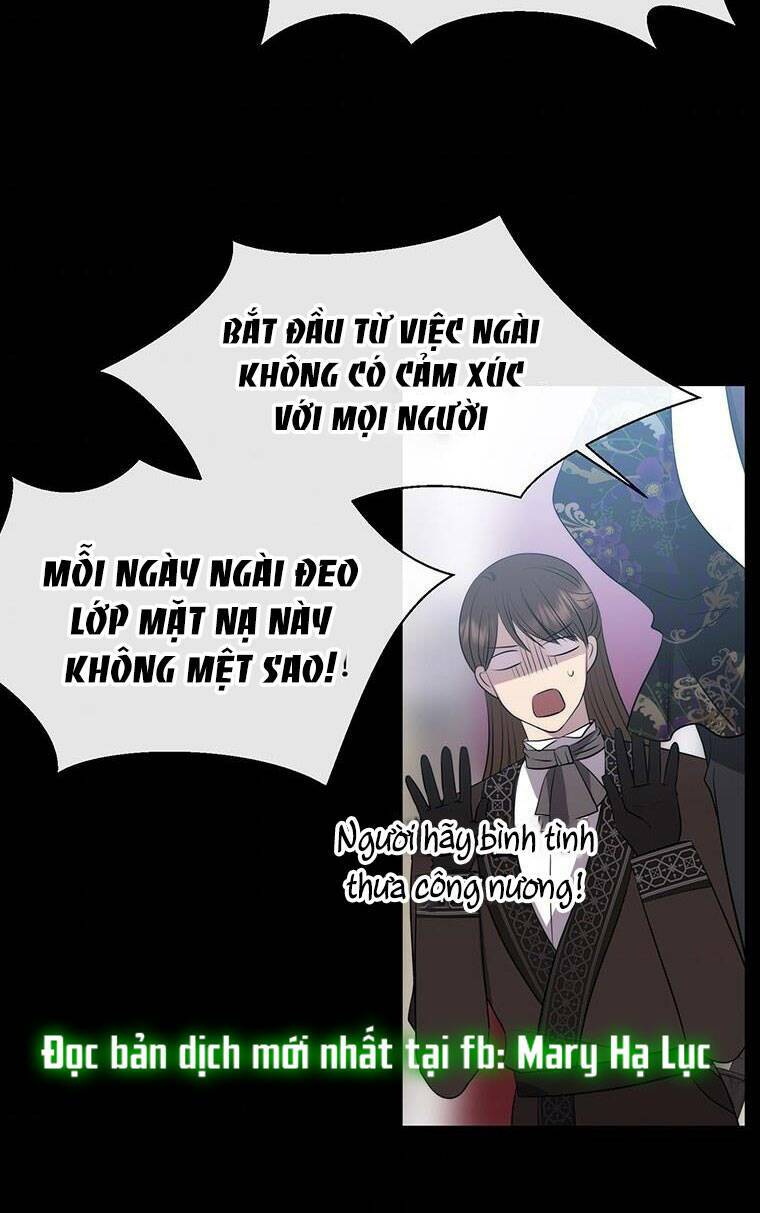 BẮT ĐẦU TỪ VIỆC NGÀI
KHÔNG CÓ CẢM XÚC
VỚI MỌI NGƯỜI
MỖI NGÀY NGÀI ĐEO
LỚP MẶT NẠ NÀY
KHÔNG MỆT SAO!
Người hãy bình tình
thưa công nương!
Đọc bản dịch mới nhất tại fb: Mary Hạ Lục